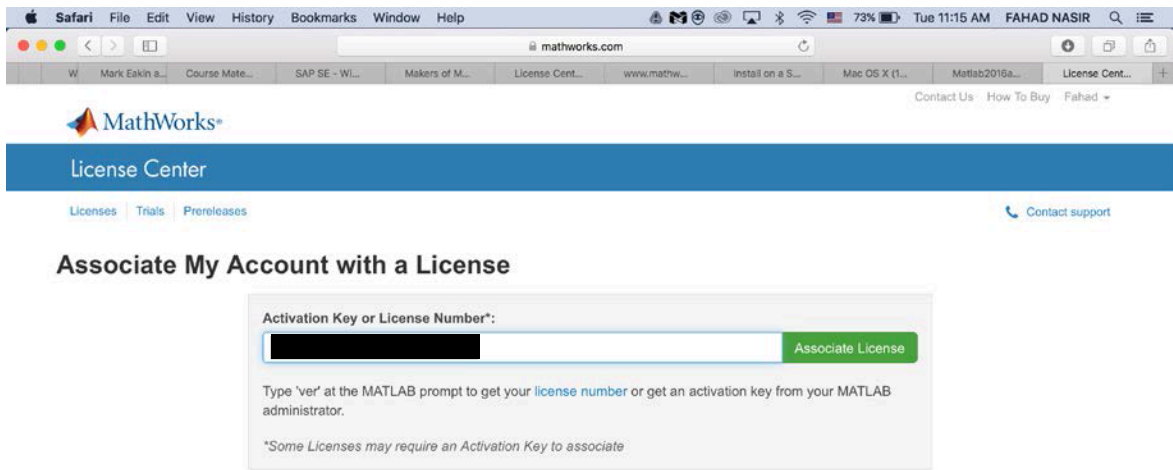 Safari File Edit View History Bookmarks Window Help 73% Tue 11:15 AM FAHAD NASIR
mathworks.com
W Mark Eakin a... Course Mate... SAP SE - Wi... Makers of M... License Cent... www.mathw... Install on a S... Mac OS X (1... Matlab2016a... License Cent...
Contact Us How To Buy Fahad
MathWorks®
License Center
Licenses Trials Prereleases Contact support
Associate My Account with a License
Activation Key or License Number*:
Associate License
Type 'ver' at the MATLAB prompt to get your license number or get an activation key from your MATLAB
administrator.
*Some Licenses may require an Activation Key to associate